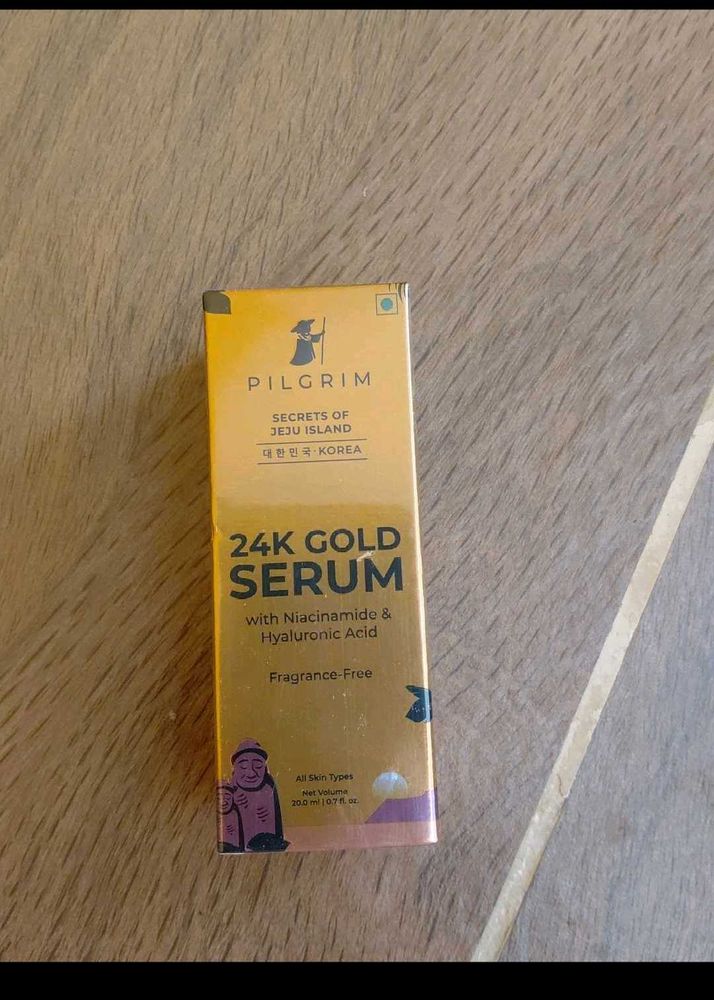 PILGRIM
SECRETS OF
JEJU ISLAND
대한민국·KOREA
24K GOLD
SERUM
with Niacinamide &
Hyaluronic Acid
Fragrance-Free
All Skin Types
Net Volume
20.0 ml | 0.7 fl. oz.